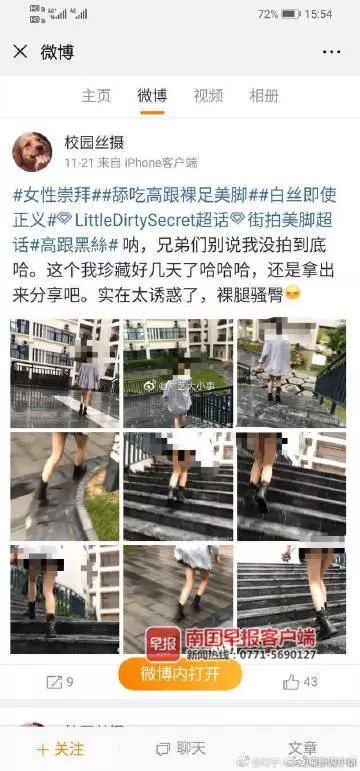 72% 15:54
微博
主页 微博 视频 相册
校园丝摄
11-21 来自 iPhone客户端
#女性崇拜##舔吃高跟裸足美脚##白丝即使
正义#LittleDirtySecret超话 街拍美脚超
话#高跟黑絲# 呐，兄弟们别说我没拍到底
哈。这个我珍藏好几天了哈哈哈，还是拿出
来分享吧。实在太诱惑了，裸腿骚臀
艺大小事
早报 南国早报客户端
新闻热线：0771-5690127
微博内打开
9 43
+ 关注 聊天 文章